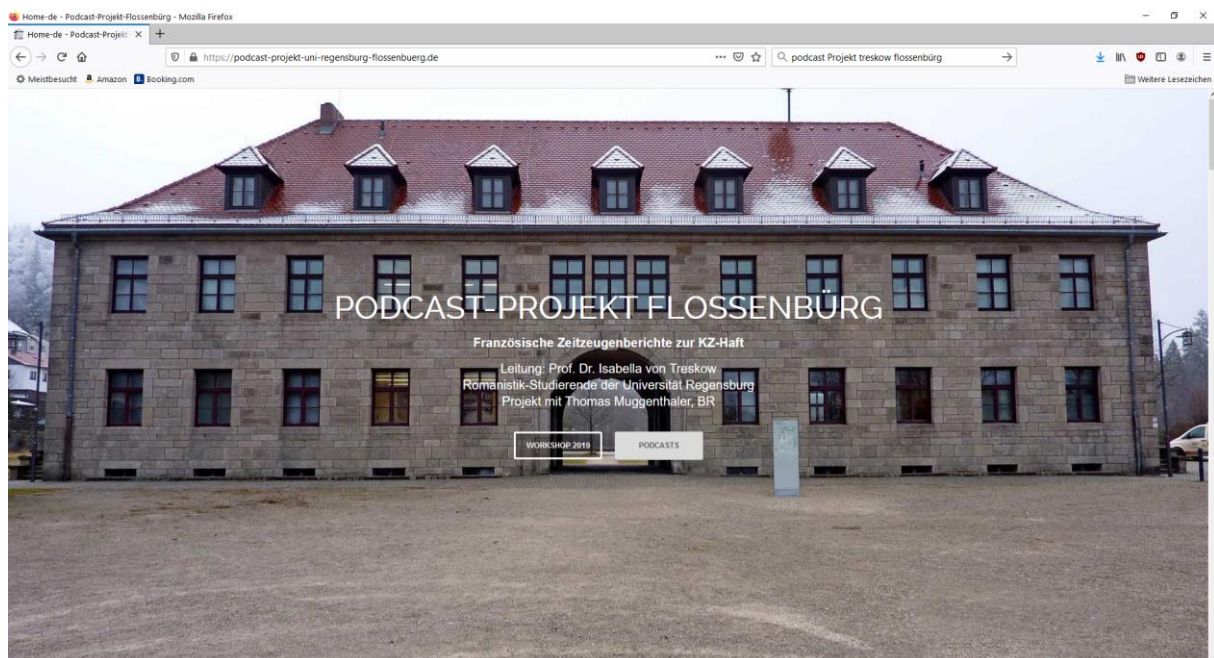 Home-de - Podcast-Projekt-Flossenbürg - Mozilla Firefox
Home-de - Podcast-Projekt-
https://podcast-projekt-uni-regensburg-flossenbuerg.de
podcast Projekt treskow flossenbürg
Meistbesucht Amazon B. Booking.com Weitere Lesezeichen
PODCAST-PROJEKT FLOSSENBÜRG
Französische Zeitzeugenberichte zur KZ-Haft
Leitung: Prof. Dr. Isabella von Treskow
Romanistik-Studierende der Universität Regensburg
Projekt mit Thomas Muggenthaler, BR
WORKSHOP 2019 PODCASTS